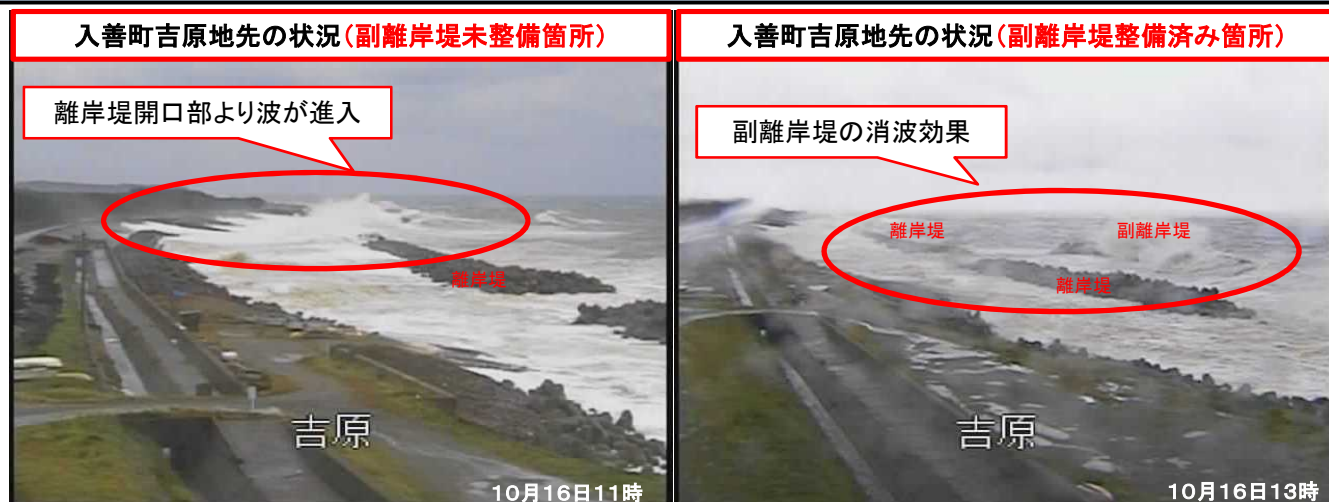 入善町吉原地先の状況(副離岸堤未整備箇所)
離岸堤開口部より波が進入
離岸堤
吉原
10月16日11時
入善町吉原地先の状況(副離岸堤整備済み箇所)
副離岸堤の消波効果
離岸堤
副離岸堤
離岸堤
吉原
10月16日13時